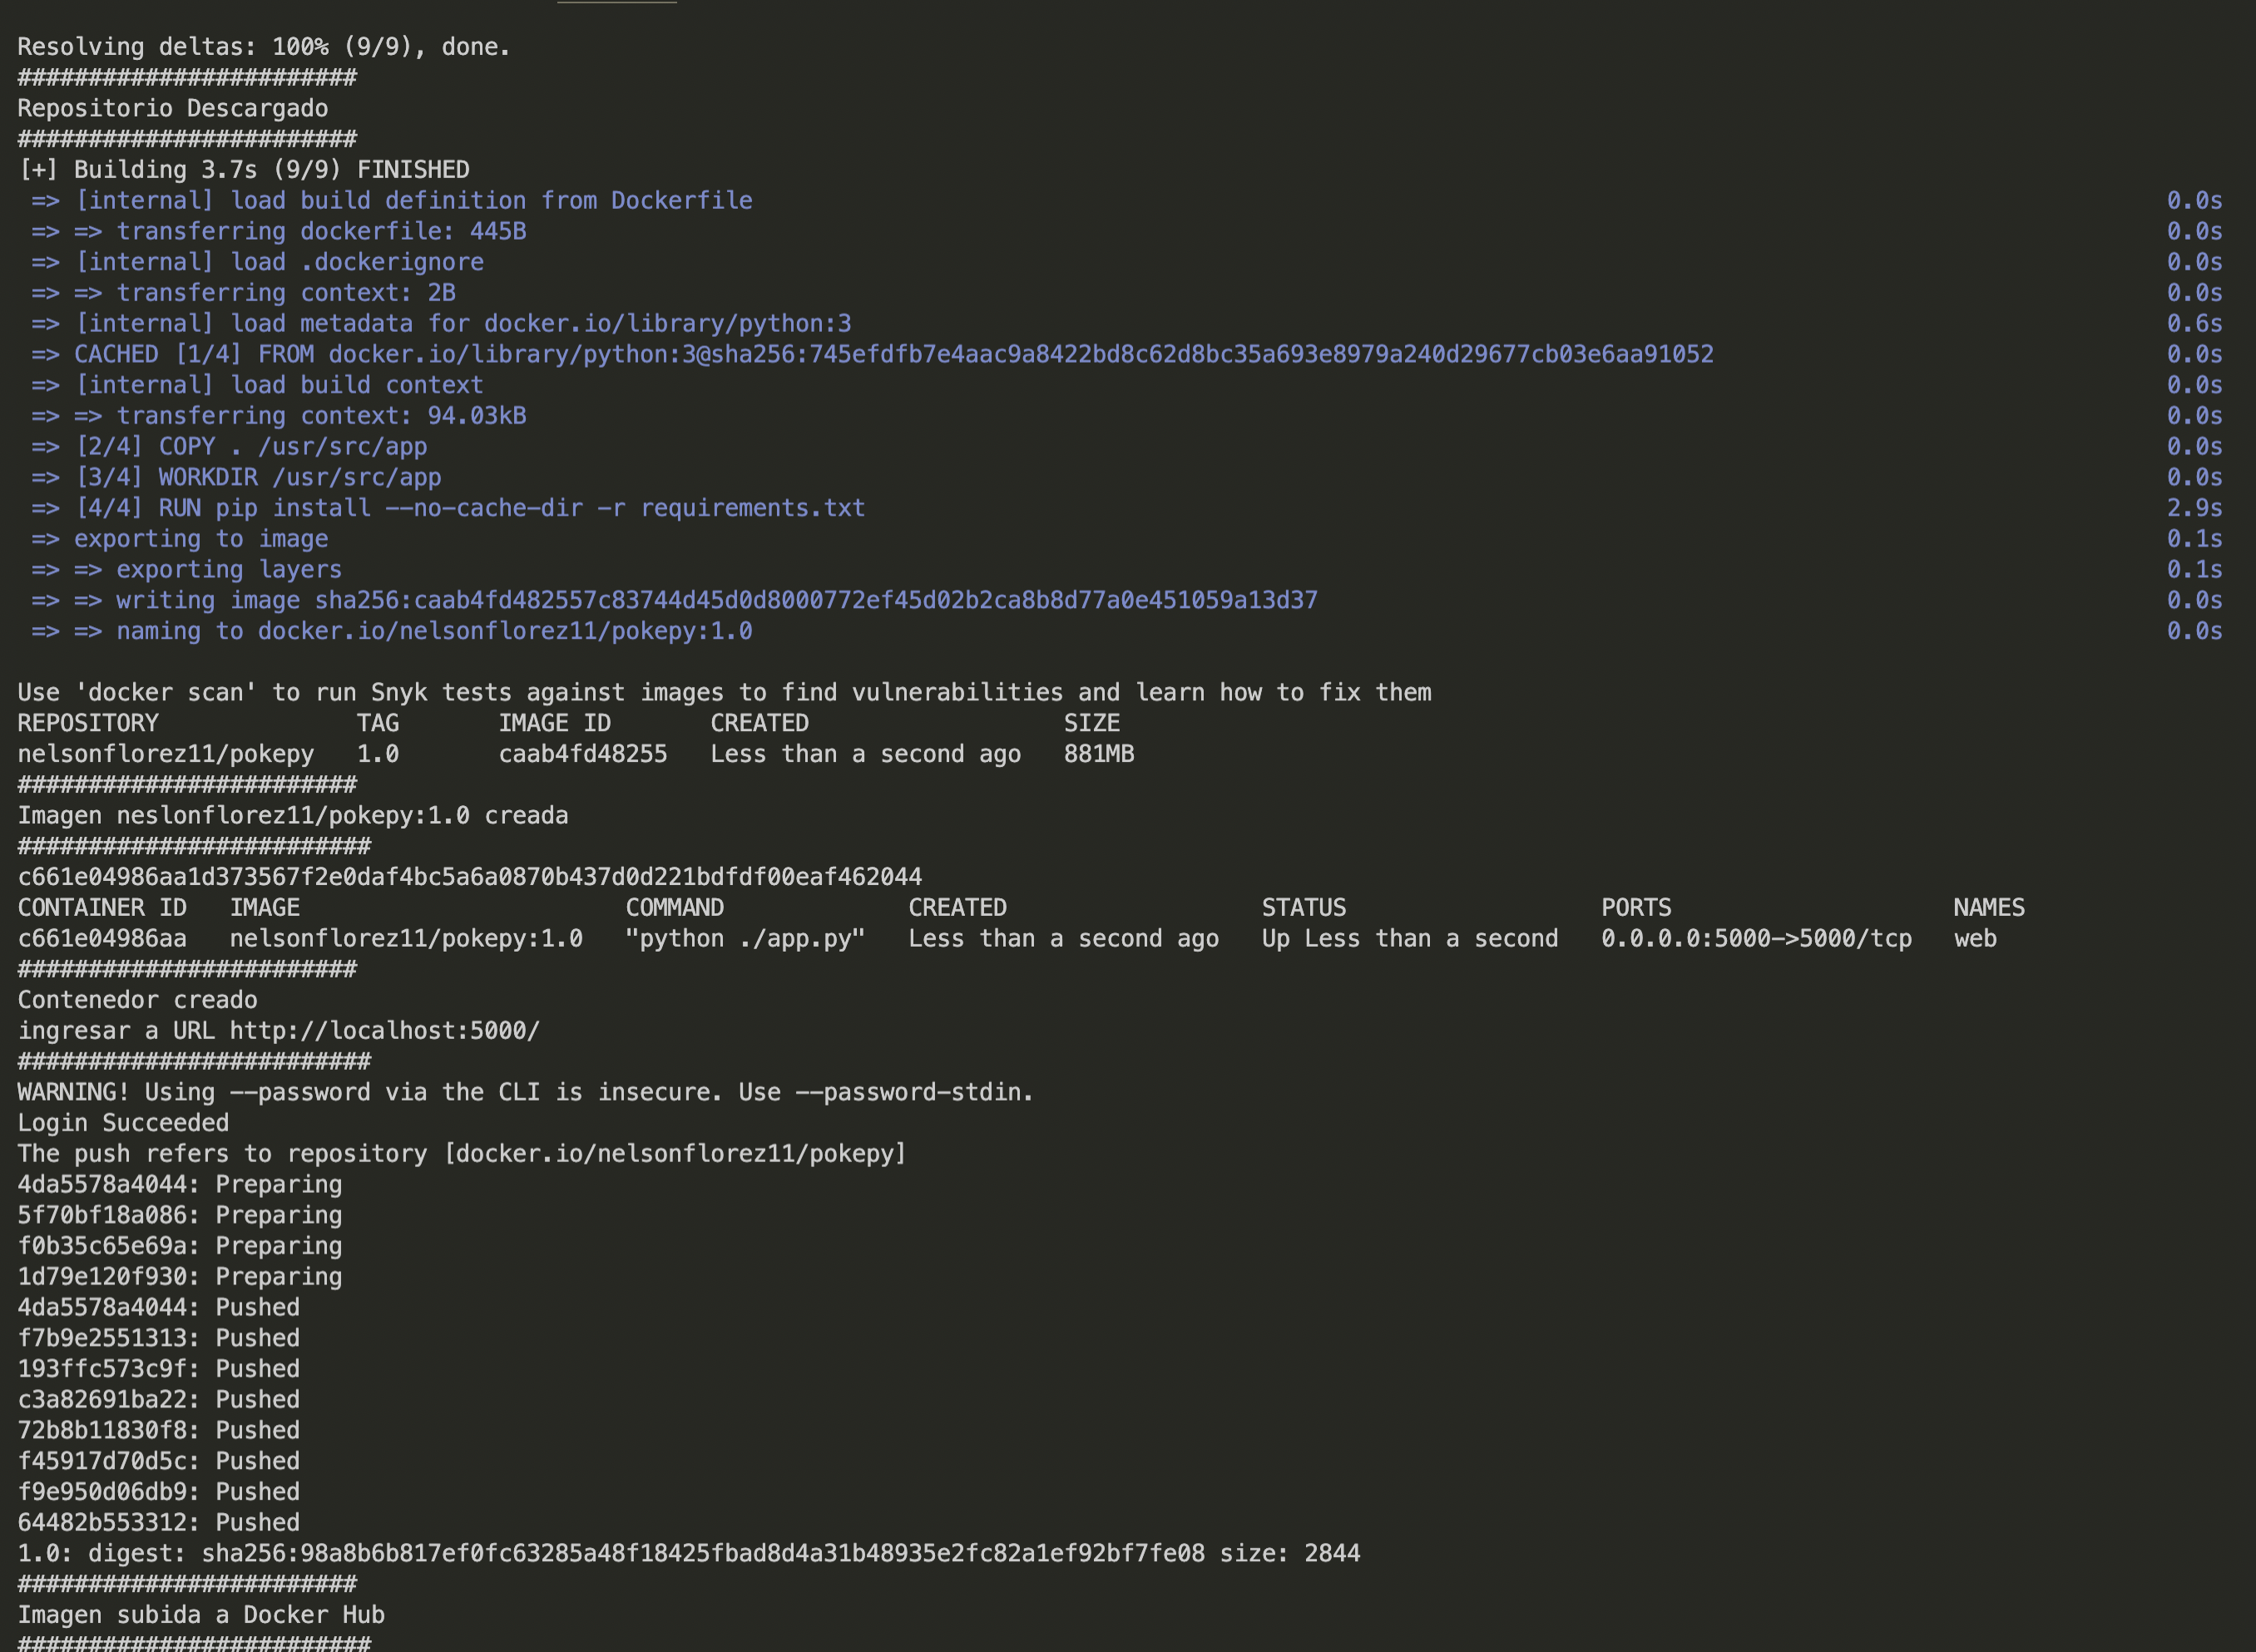 Resolving deltas: 100% (9/9), done.
########################
Repositorio Descargado
########################
[+] Building 3.7s (9/9) FINISHED
=> [internal] load build definition from Dockerfile 0.0s
=> => transferring dockerfile: 445B 0.0s
=> [internal] load .dockerignore 0.0s
=> => transferring context: 2B 0.0s
=> [internal] load metadata for docker.io/library/python:3 0.6s
=> CACHED [1/4] FROM docker.io/library/python:3@sha256:745efdfb7e4aac9a8422bd8c62d8bc35a693e8979a240d29677cb03e6aa91052 0.0s
=> [internal] load build context 0.0s
=> => transferring context: 94.03kB 0.0s
=> [2/4] COPY . /usr/src/app 0.0s
=> [3/4] WORKDIR /usr/src/app 0.0s
=> [4/4] RUN pip install --no-cache-dir -r requirements.txt 2.9s
=> exporting to image 0.1s
=> => exporting layers 0.1s
=> => writing image sha256:caab4fd482557c83744d45d0d8000772ef45d02b2ca8b8d77a0e451059a13d37 0.0s
=> => naming to docker.io/nelsonflorez11/pokepy:1.0 0.0s
Use 'docker scan' to run Snyk tests against images to find vulnerabilities and learn how to fix them
REPOSITORY TAG IMAGE ID CREATED SIZE
nelsonflorez11/pokepy 1.0 caab4fd48255 Less than a second ago 881MB
########################
Imagen neslonflorez11/pokepy:1.0 creada
#########################
c661e04986aa1d373567f2e0daf4bc5a6a0870b437d0d221bdfdf00eaf462044
CONTAINER ID IMAGE COMMAND CREATED STATUS PORTS NAMES
c661e04986aa nelsonflorez11/pokepy:1.0 "python ./app.py" Less than a second ago Up Less than a second 0.0.0.0:5000->5000/tcp web
########################
Contenedor creado
ingresar a URL http://localhost:5000/
#########################
WARNING! Using --password via the CLI is insecure. Use --password-stdin.
Login Succeeded
The push refers to repository [docker.io/nelsonflorez11/pokepy]
4da5578a4044: Preparing
5f70bf18a086: Preparing
f0b35c65e69a: Preparing
1d79e120f930: Preparing
4da5578a4044: Pushed
f7b9e2551313: Pushed
193ffc573c9f: Pushed
c3a82691ba22: Pushed
72b8b11830f8: Pushed
f45917d70d5c: Pushed
f9e950d06db9: Pushed
64482b553312: Pushed
1.0: digest: sha256:98a8b6b817ef0fc63285a48f18425fbad8d4a31b48935e2fc82a1ef92bf7fe08 size: 2844
########################
Imagen subida a Docker Hub
#########################